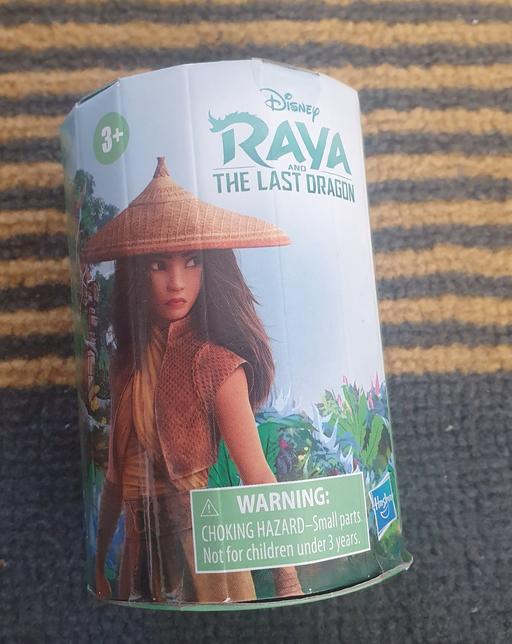 3+
Disney
RAYA
AND
THE LAST DRAGON
WARNING:
CHOKING HAZARD–Small parts.
Not for children under 3 years.
Hasbro